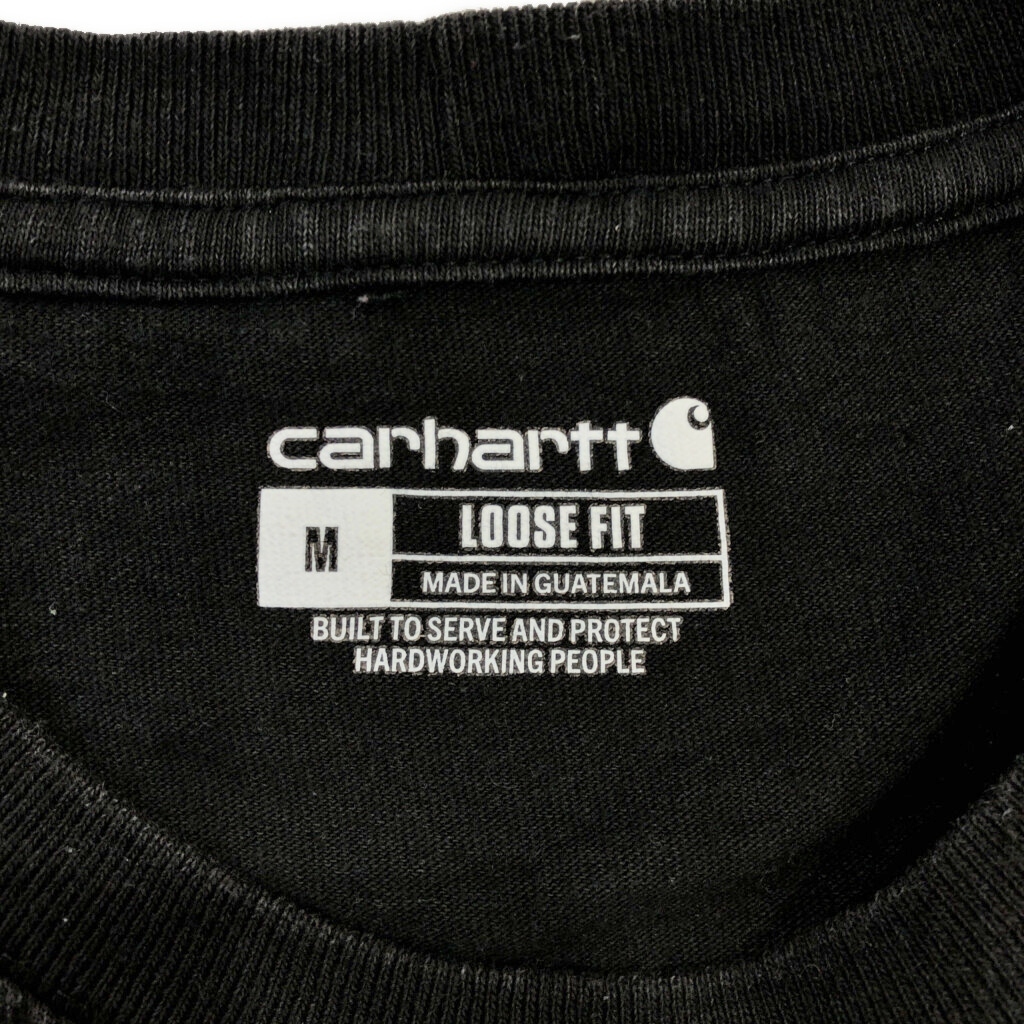 carhartt
M
LOOSE FIT
MADE IN GUATEMALA
BUILT TO SERVE AND PROTECT
HARDWORKING PEOPLE